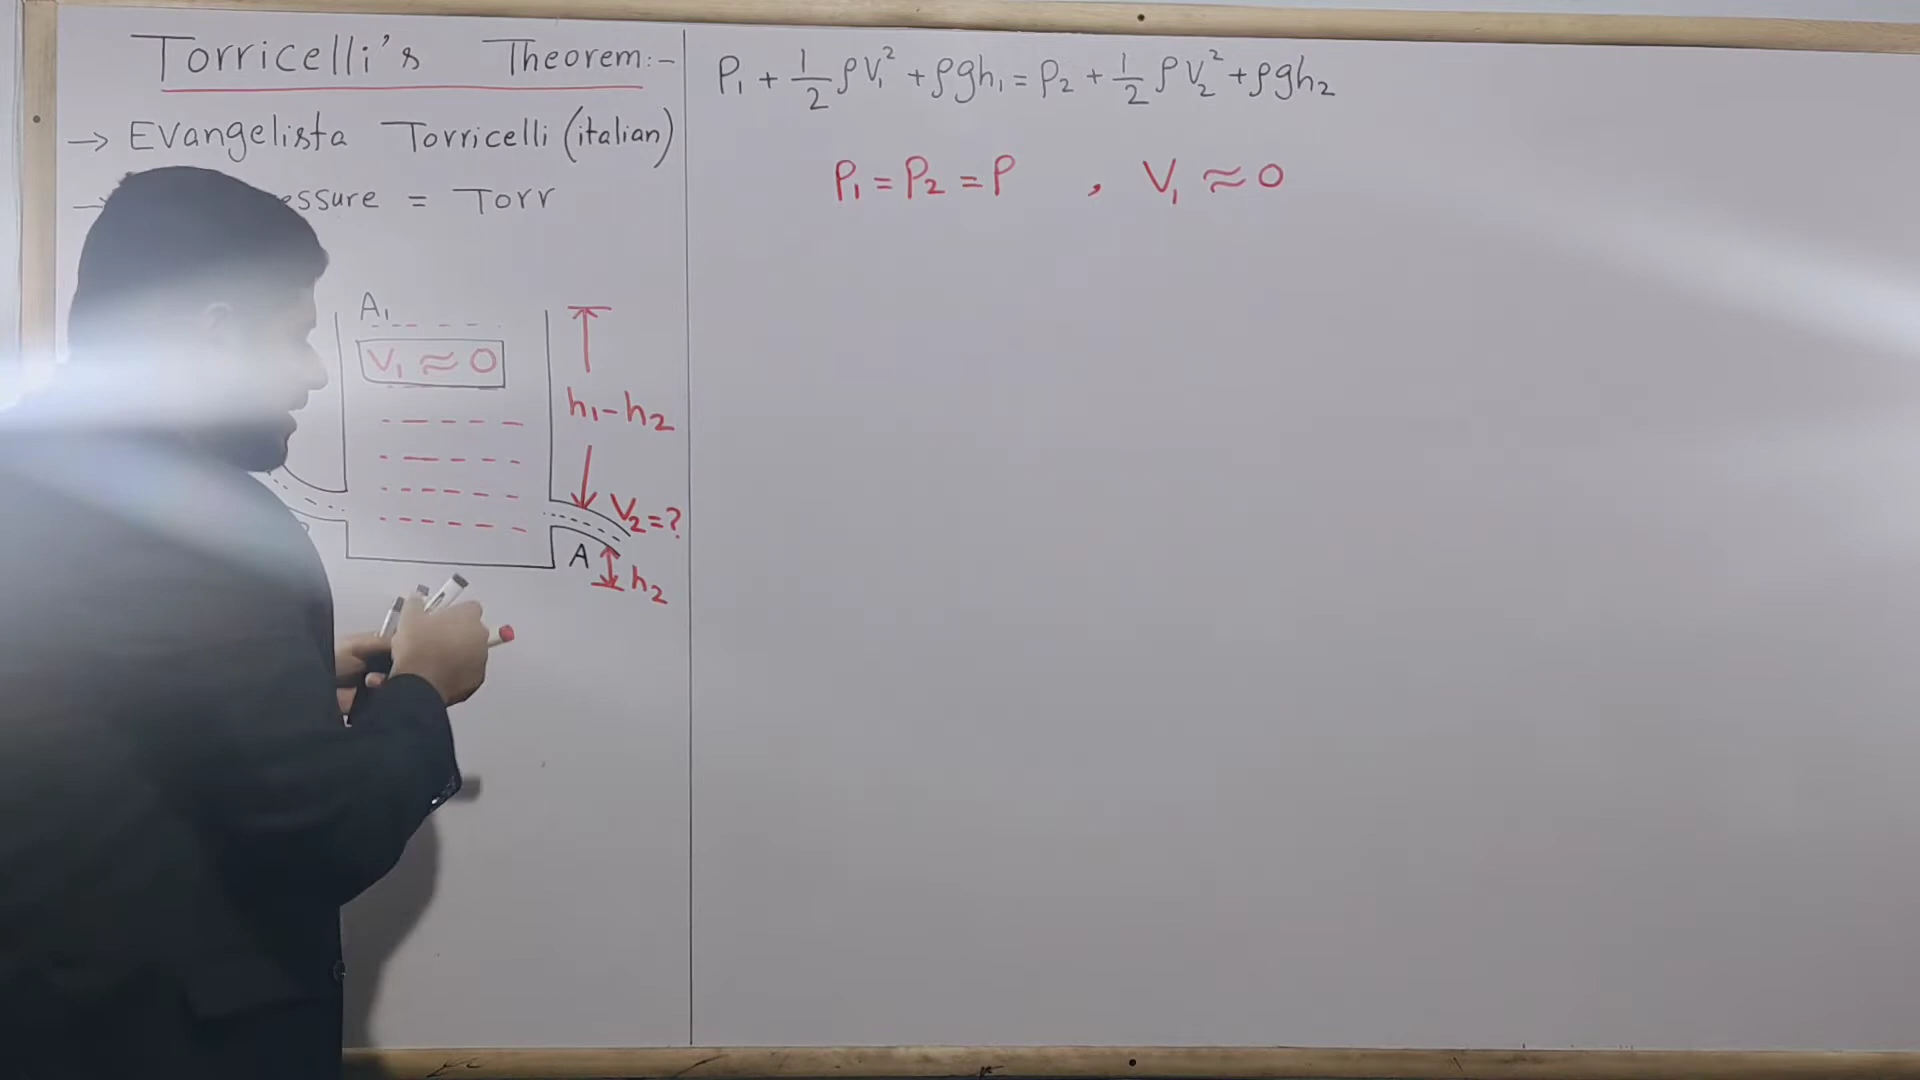 Torricelli's Theorem:-
→ Evangelista Torricelli (italian)
→ essure = Torr
A₁
V₁ ≈ 0
h₁-h₂
V₂=?
A
h₂
P₁ + 1/2 ρV₁² + ρgh₁ = P₂ + 1/2 ρV₂² + ρgh₂
P₁ = P₂ = P , V₁ ≈ 0